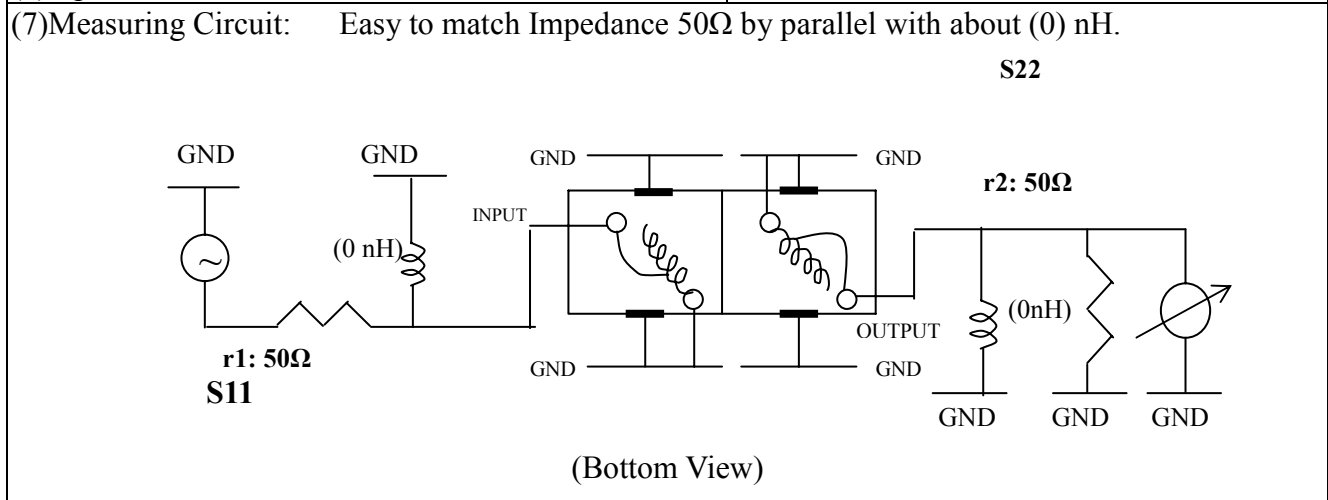 (7)Measuring Circuit: Easy to match Impedance 50Ω by parallel with about (0) nH.
S22
GND GND GND GND
r2: 50Ω
INPUT
(0 nH)
~
(0nH)
OUTPUT
r1: 50Ω
GND GND
S11
GND GND GND
(Bottom View)